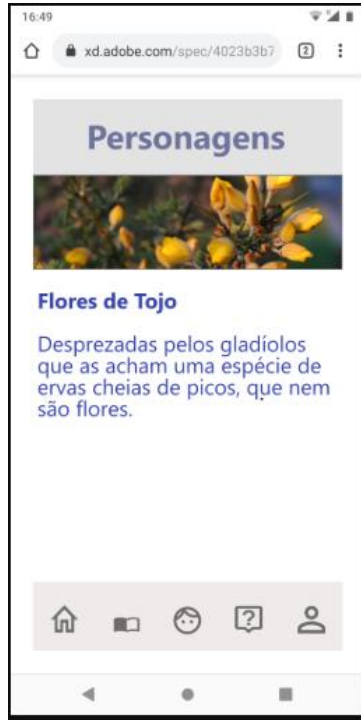 16:49
xd.adobe.com/spec/4023b3b7
2
Personagens
Flores de Tojo
Desprezadas pelos gladíolos
que as acham uma espécie de
ervas cheias de picos, que nem
são flores.